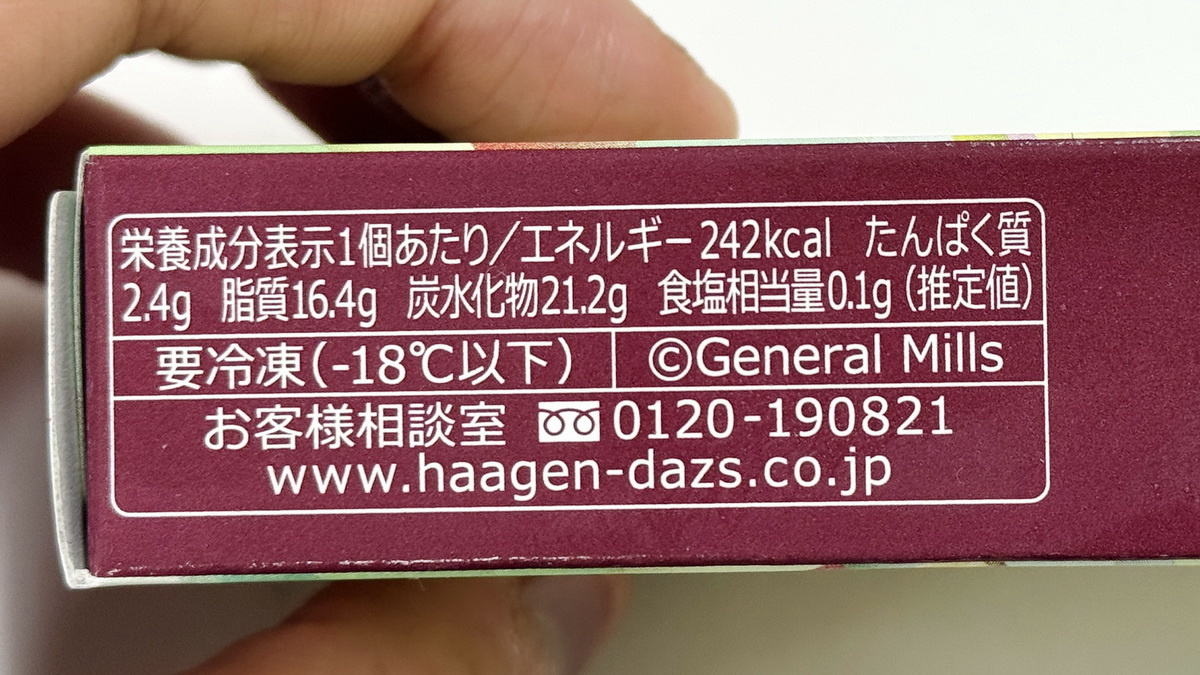 栄養成分表示1個あたり/エネルギー242kcal たんぱく質
2.4g 脂質16.4g 炭水化物21.2g 食塩相当量0.1g(推定値)
要冷凍(-18℃以下) ©General Mills
お客様相談室 0120-190821
www.haagen-dazs.co.jp